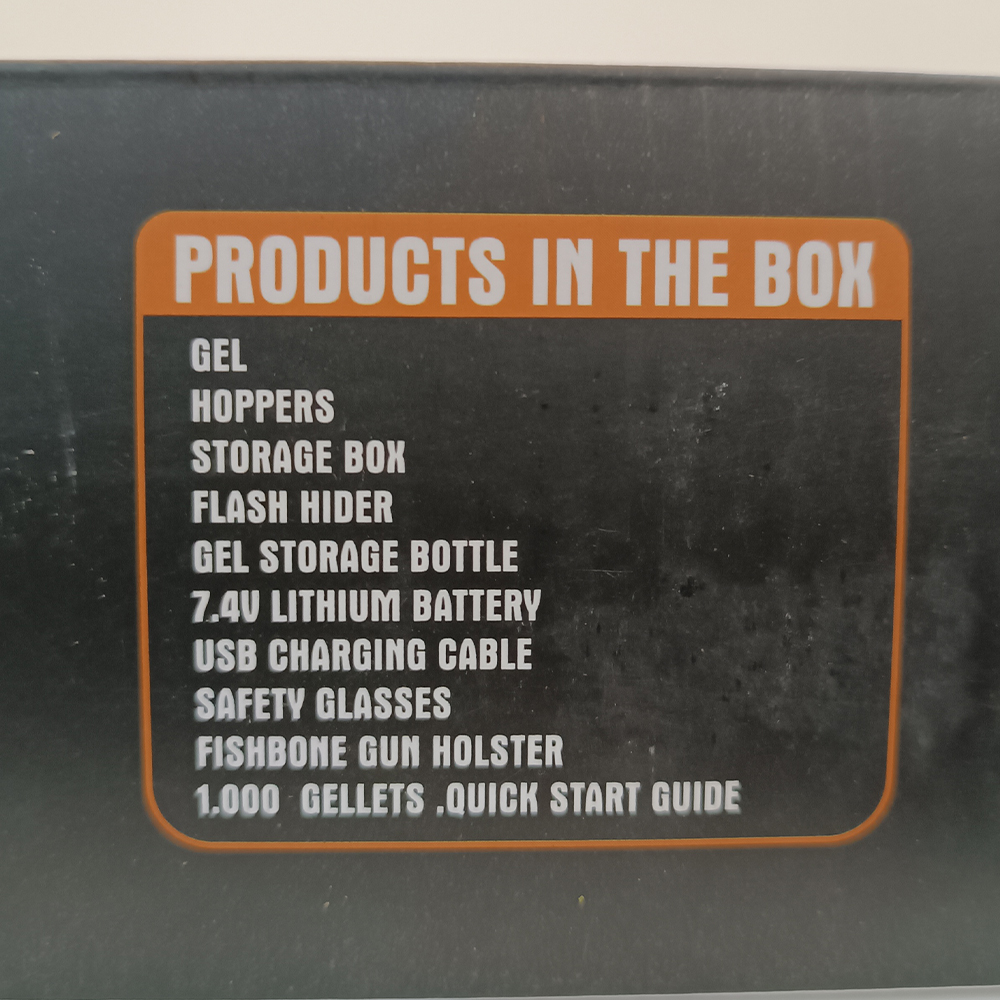 PRODUCTS IN THE BOX
GEL
HOPPERS
STORAGE BOX
FLASH HIDER
GEL STORAGE BOTTLE
7.4V LITHIUM BATTERY
USB CHARGING CABLE
SAFETY GLASSES
FISHBONE GUN HOLSTER
1,000 GELLETS .QUICK START GUIDE